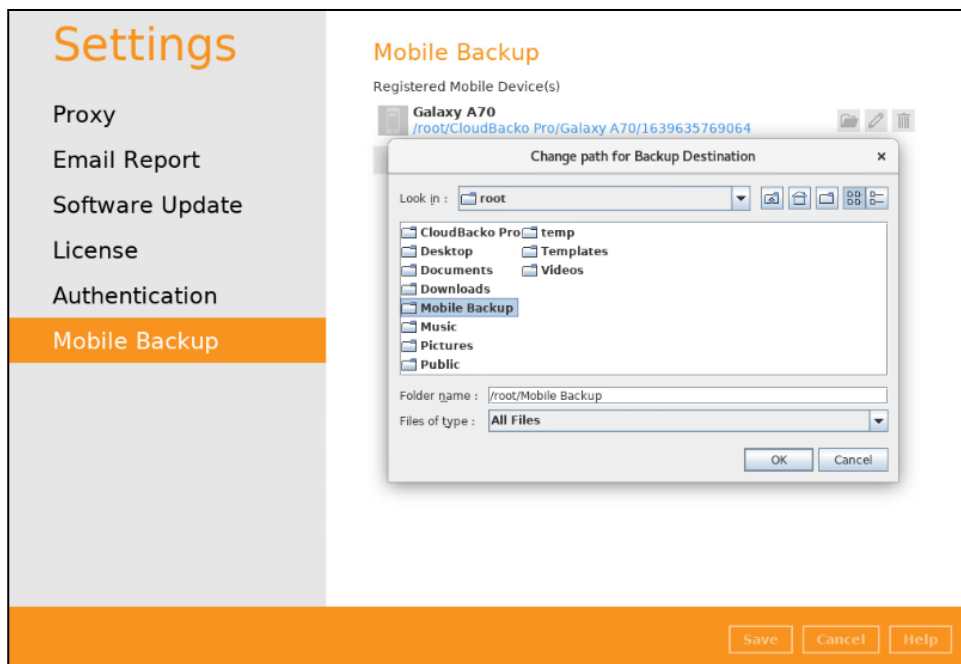 Settings
Proxy
Email Report
Software Update
License
Authentication
Mobile Backup
Mobile Backup
Registered Mobile Device(s)
Galaxy A70
/root/CloudBacko Pro/Galaxy A70/1639635769064
Change path for Backup Destination
Look in : root
CloudBacko Pro temp
Desktop Templates
Documents Videos
Downloads
Mobile Backup
Music
Pictures
Public
Folder name : /root/Mobile Backup
Files of type : All Files
OK Cancel
Save Cancel Help